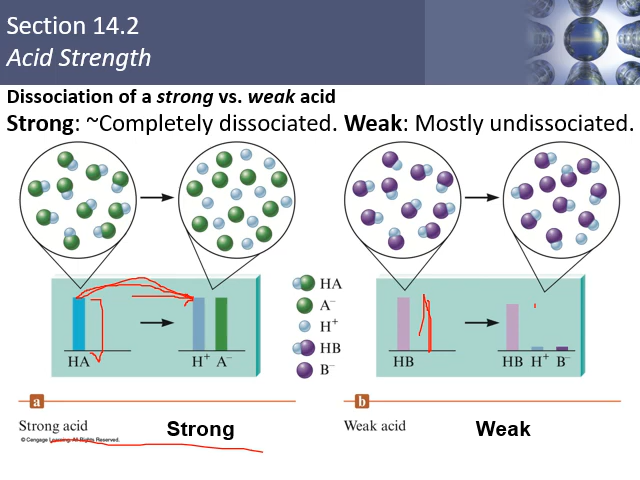 Section 14.2
Acid Strength
Dissociation of a strong vs. weak acid
Strong: ~Completely dissociated. Weak: Mostly undissociated.
HA
A⁻
H⁺
HB
B⁻
HA
H⁺ A⁻
HB
HB H⁺ B⁻
a
Strong acid
Strong
© Cengage Learning. All Rights Reserved.
b
Weak acid
Weak